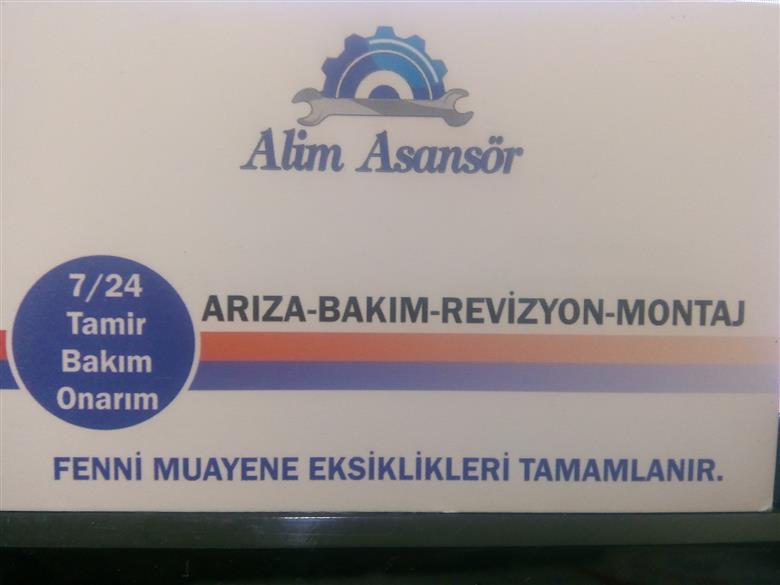 Alim Asansör
7/24
Tamir
Bakım
Onarım
ARIZA-BAKIM-REVİZYON-MONTAJ
FENNİ MUAYENE EKSİKLİKLERİ TAMAMLANIR.